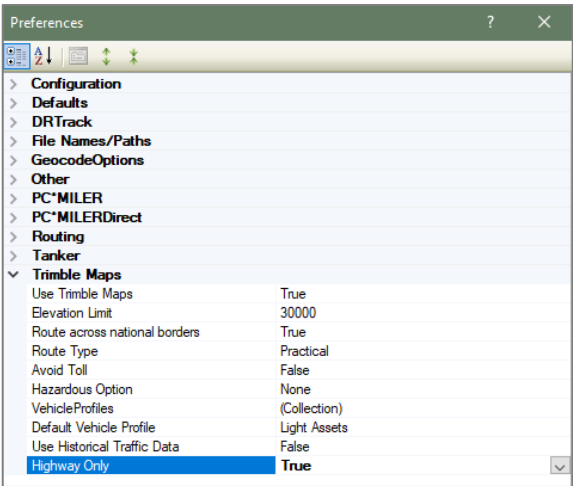 Preferences ? ×
Configuration
Defaults
DRTrack
File Names/Paths
GeocodeOptions
Other
PC*MILER
PC*MILERDirect
Routing
Tanker
Trimble Maps
Use Trimble Maps True
Elevation Limit 30000
Route across national borders True
Route Type Practical
Avoid Toll False
Hazardous Option None
VehicleProfiles (Collection)
Default Vehicle Profile Light Assets
Use Historical Traffic Data False
Highway Only True